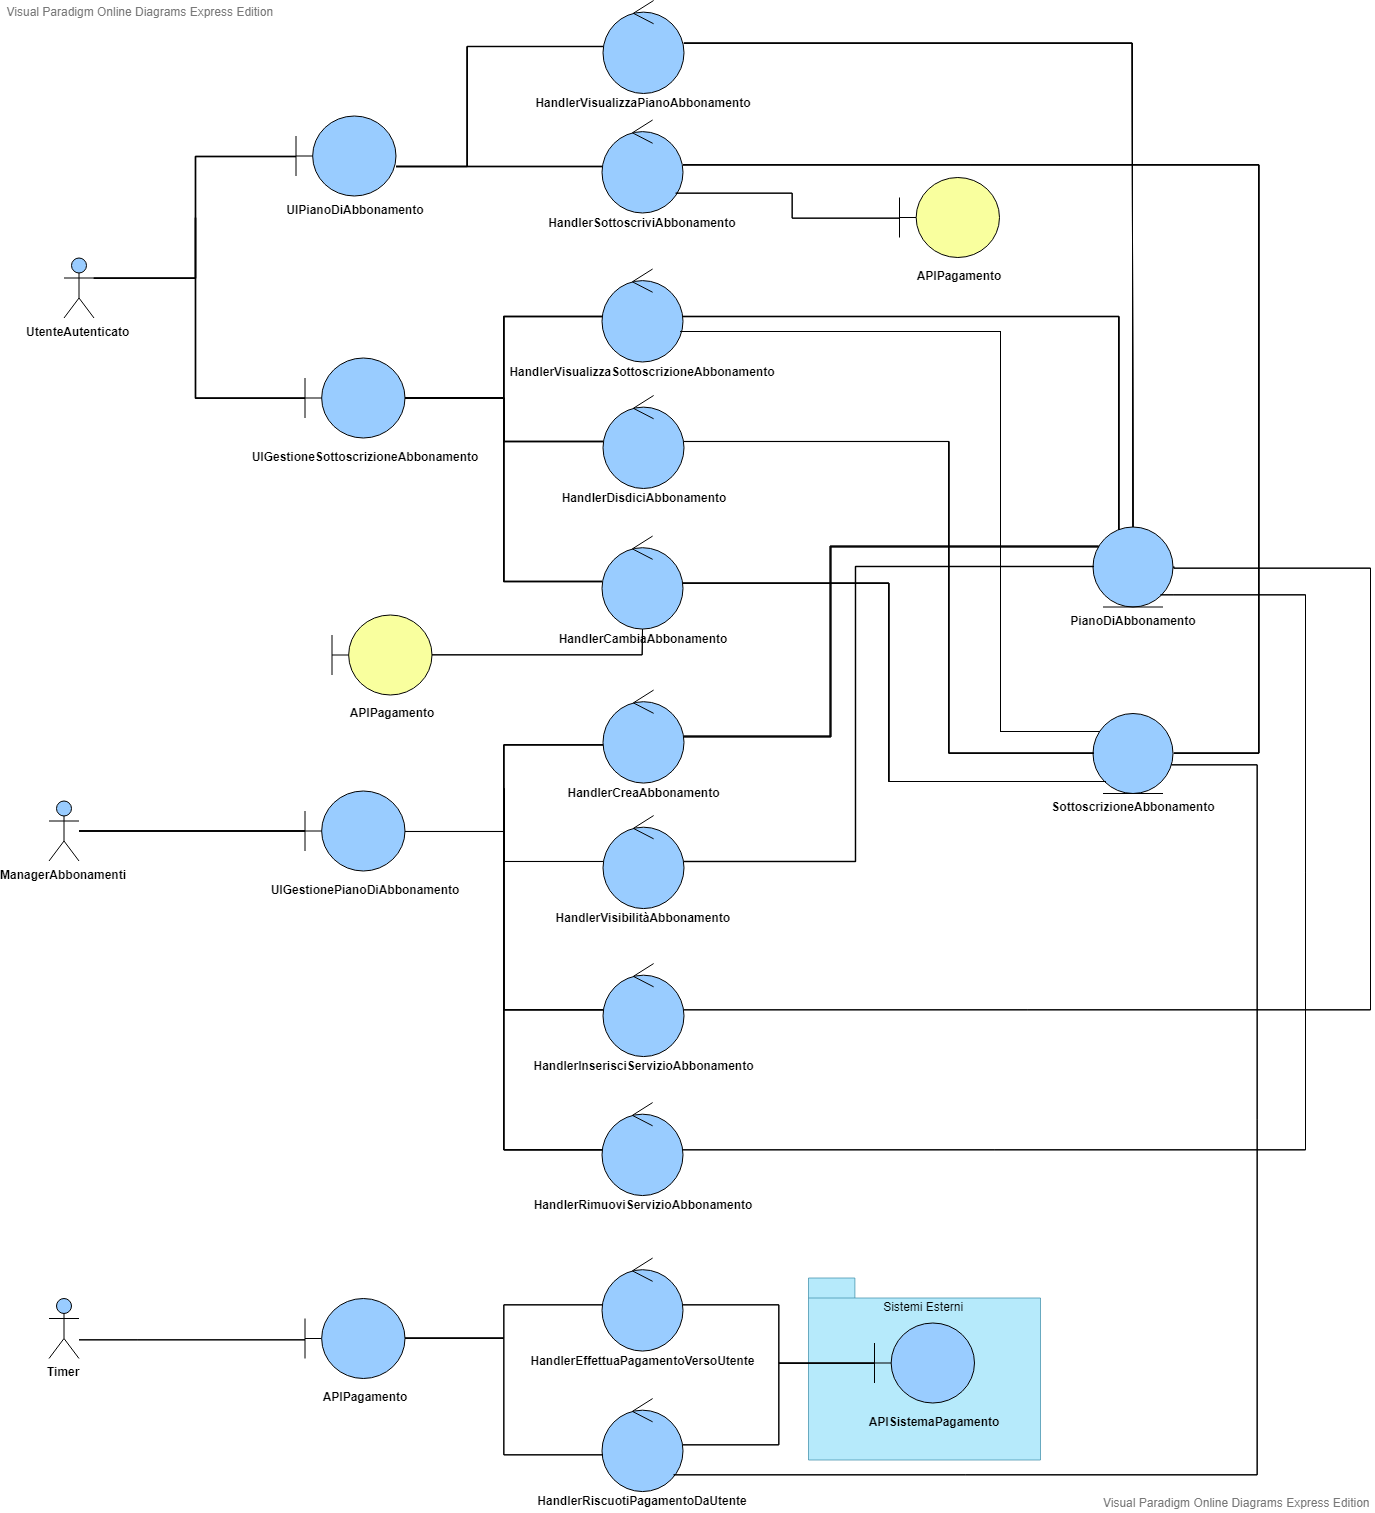 Visual Paradigm Online Diagrams Express Edition
HandlerVisualizzaPianoAbbonamento
UIPianoDiAbbonamento
HandlerSottoscriviAbbonamento
APIPagamento
UtenteAutenticato
HandlerVisualizzaSottoscrizioneAbbonamento
UIGestioneSottoscrizioneAbbonamento
HandlerDisdiciAbbonamento
PianoDiAbbonamento
HandlerCambiaAbbonamento
APIPagamento
HandlerCreaAbbonamento
SottoscrizioneAbbonamento
ManagerAbbonamenti
UIGestionePianoDiAbbonamento
HandlerVisibilitàAbbonamento
HandlerInserisciServizioAbbonamento
HandlerRimuoviServizioAbbonamento
Sistemi Esterni
HandlerEffettuaPagamentoVersoUtente
Timer
APIPagamento
APISistemaPagamento
HandlerRiscuotiPagamentoDaUtente
Visual Paradigm Online Diagrams Express Edition